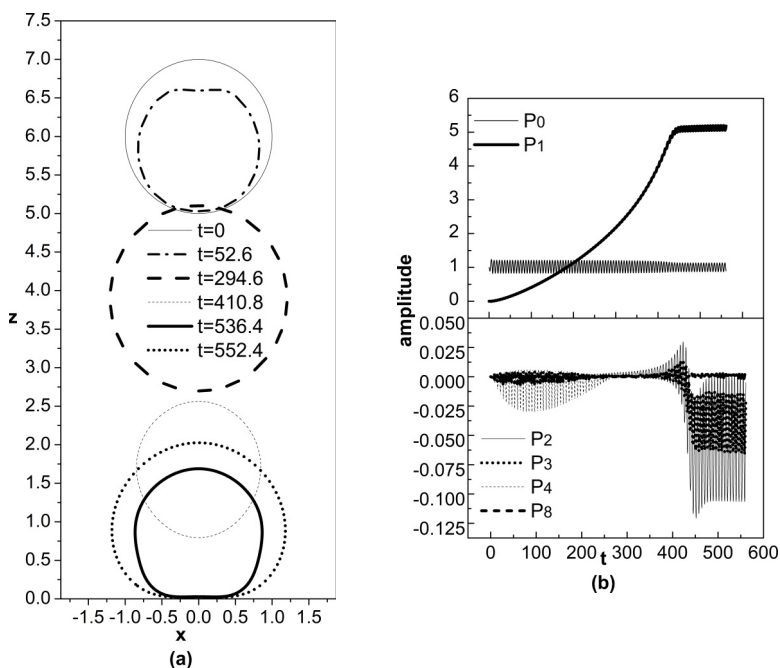 7.5
7.0
6.5
6.0
5.5
5.0
4.5
4.0
3.5
3.0
2.5
2.0
1.5
1.0
0.5
0.0
z
t=0
t=52.6
t=294.6
t=410.8
t=536.4
t=552.4
-1.5 -1.0 -0.5 0.0 0.5 1.0 1.5
x
(a)
6
5
4
3
2
1
0
P0
P1
amplitude
0.050
0.025
0.000
-0.025
-0.050
-0.075
-0.100
-0.125
P2
P3
P4
P8
0 100 200 300 400 500 600
t
(b)